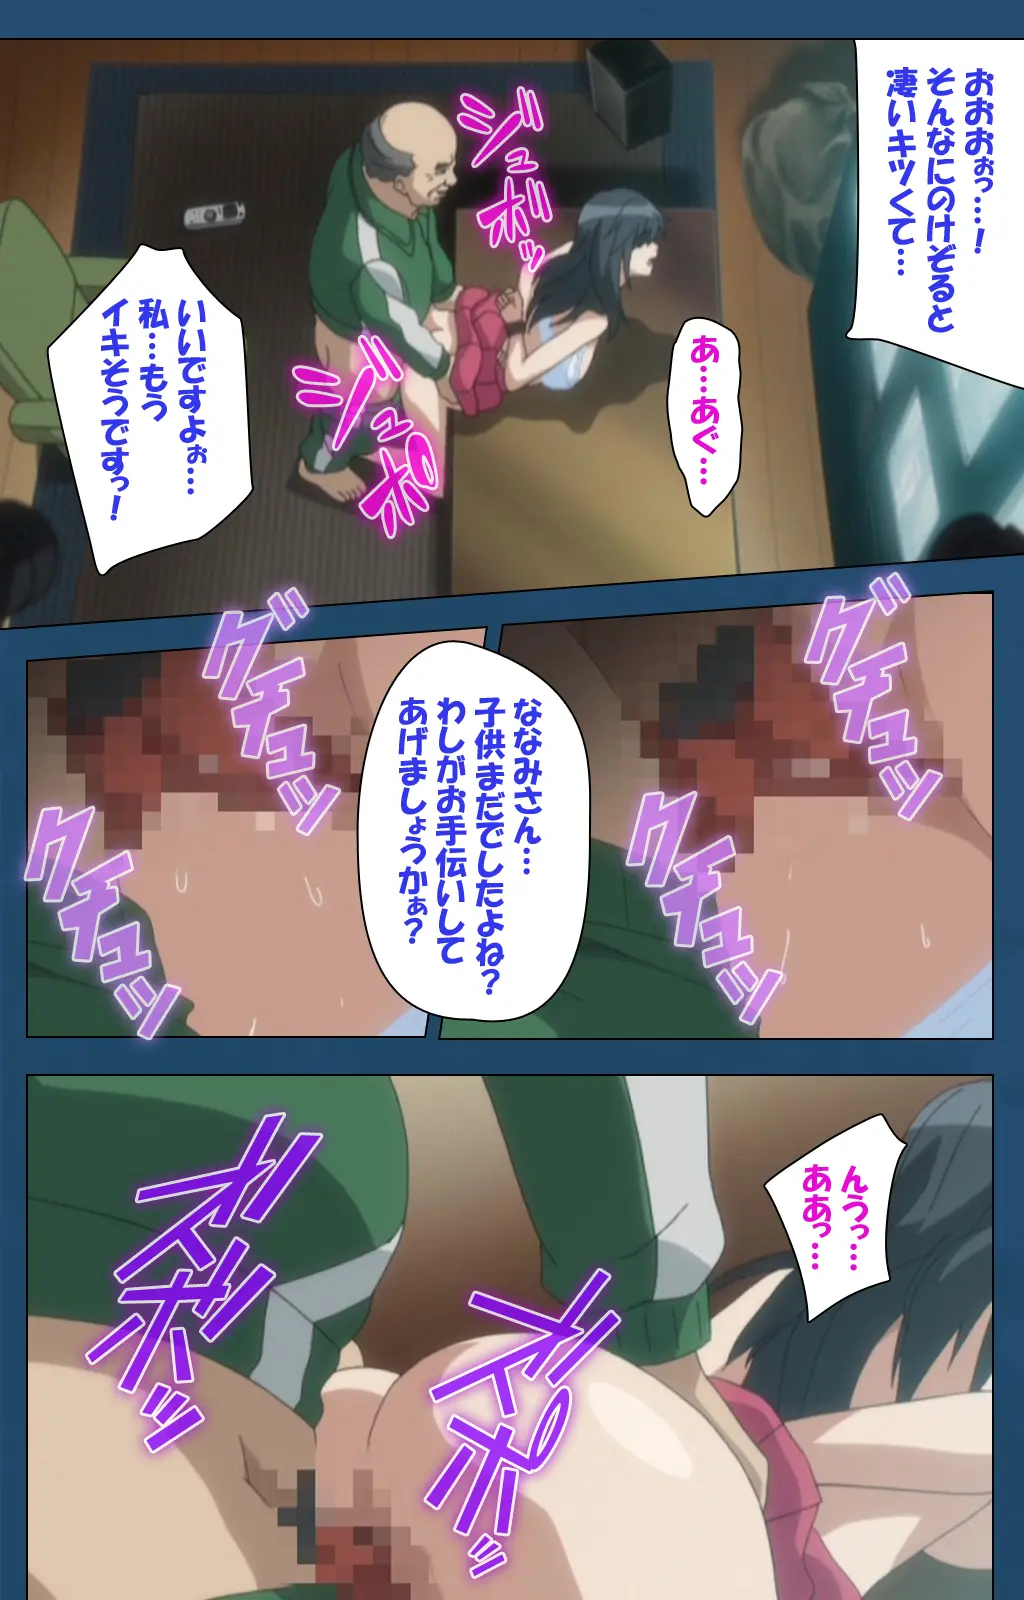 おおおぉっ…！
そんなにのけぞると
凄いキツくて…
ジュボッ
あ…あぐ…
いいですよぉ…
私…もう
イキそうですっ！
ジュポッ
グチュッ
ななみさん…
子供まだでしたよね？
わしがお手伝いして
あげましょうかぁ？
グチュッ
グチュッ
グチュッ
んうっ…
ああっ…
ズボッ
ズポッ